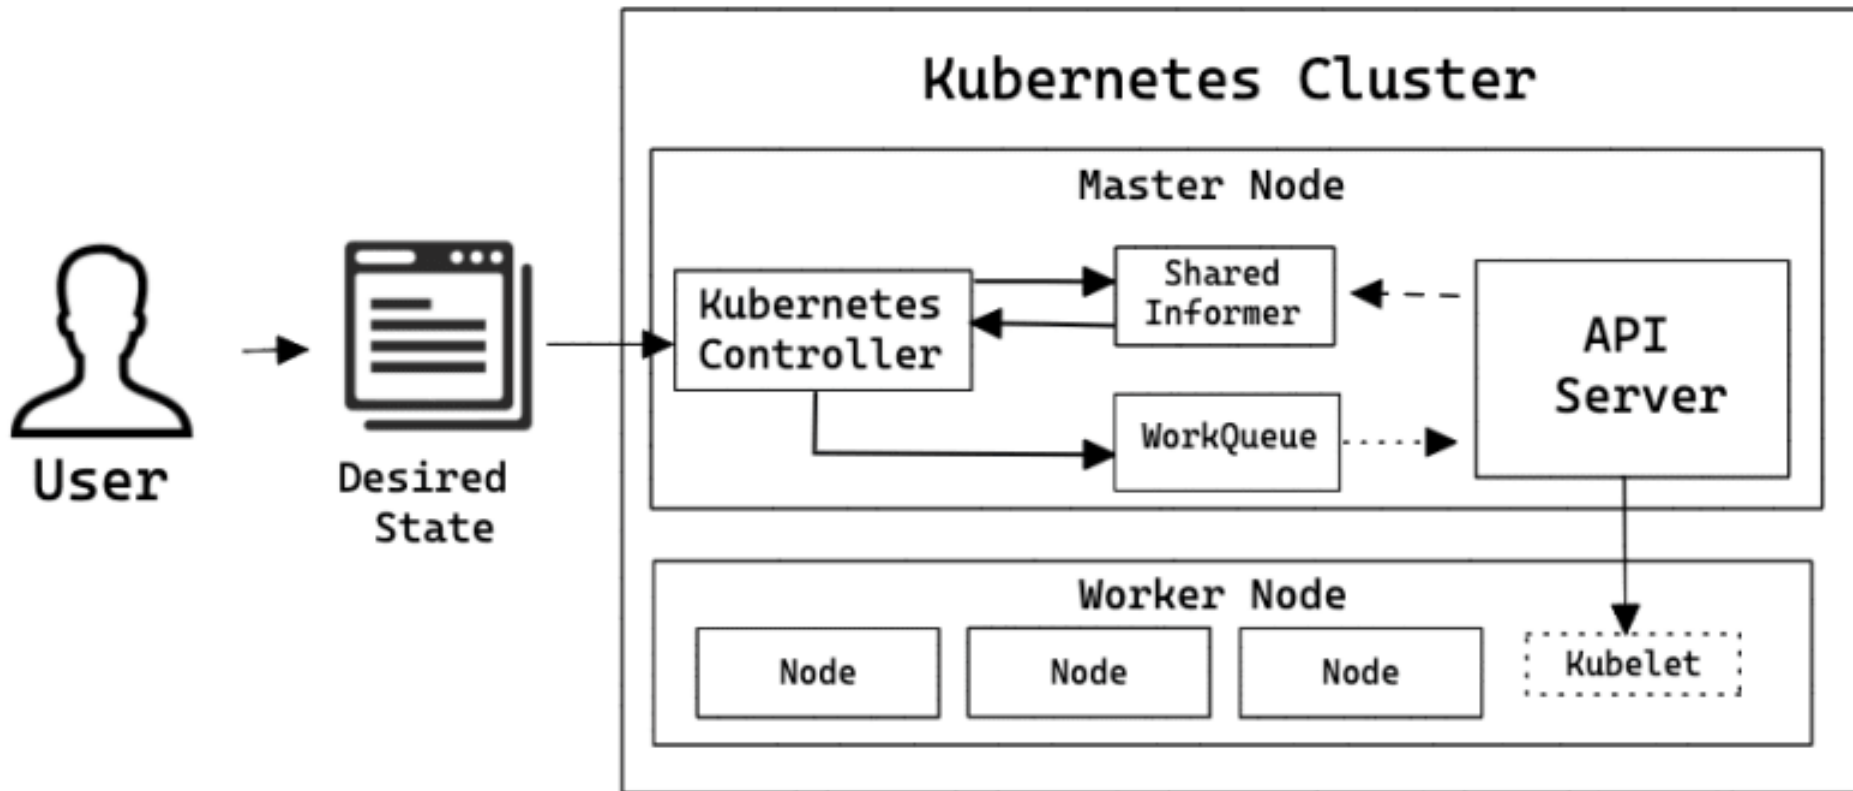 Kubernetes Cluster
Master Node
Kubernetes
Controller
Shared
Informer
WorkQueue
API
Server
User
Desired
State
Worker Node
Node
Node
Node
Kubelet